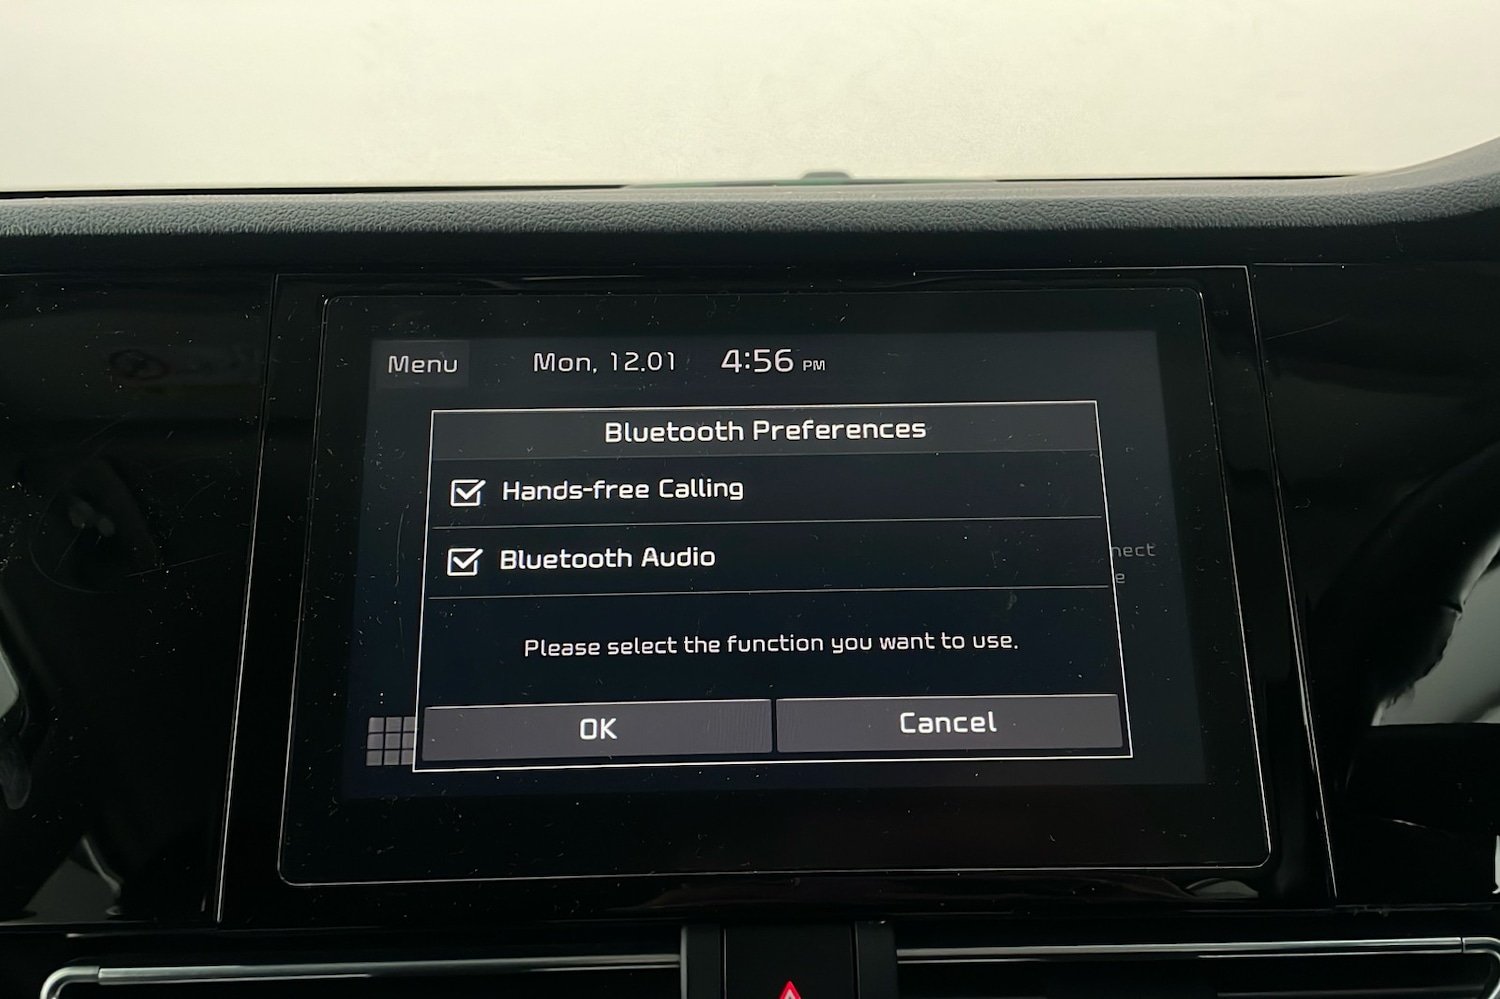 Menu Mon, 12.01 4:56 PM
Bluetooth Preferences
Hands-free Calling
Bluetooth Audio
nect
e
Please select the function you want to use.
OK Cancel